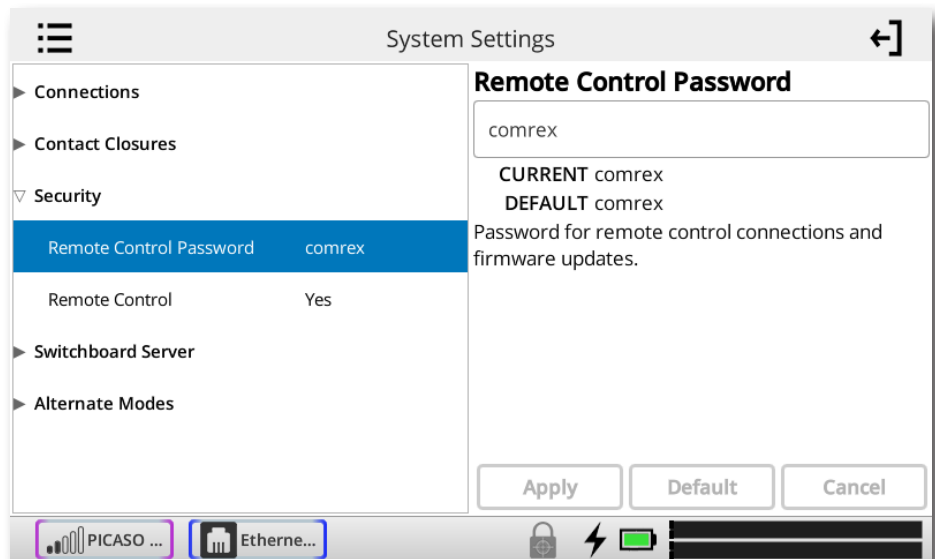 System Settings
Connections
Contact Closures
Security
Remote Control Password comrex
Remote Control Yes
Switchboard Server
Alternate Modes
Remote Control Password
comrex
CURRENT comrex
DEFAULT comrex
Password for remote control connections and
firmware updates.
Apply Default Cancel
PICASO ... Etherne...